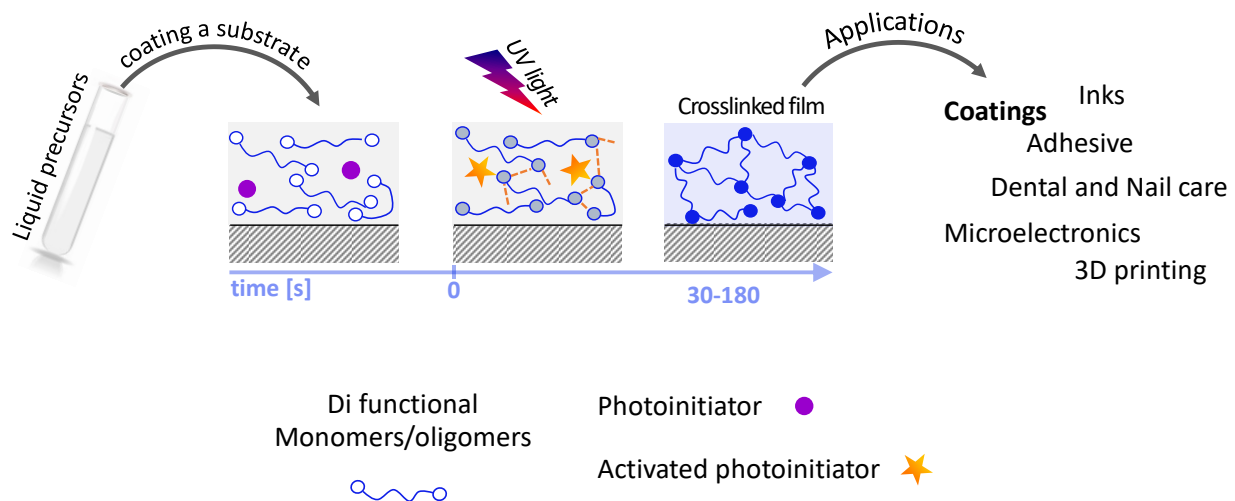 Liquid precursors
coating a substrate
UV light
Crosslinked film
Applications
Coatings
Inks
Adhesive
Dental and Nail care
Microelectronics
3D printing
time [s]
0
30-180
Di functional
Monomers/oligomers
Photoinitiator
Activated photoinitiator